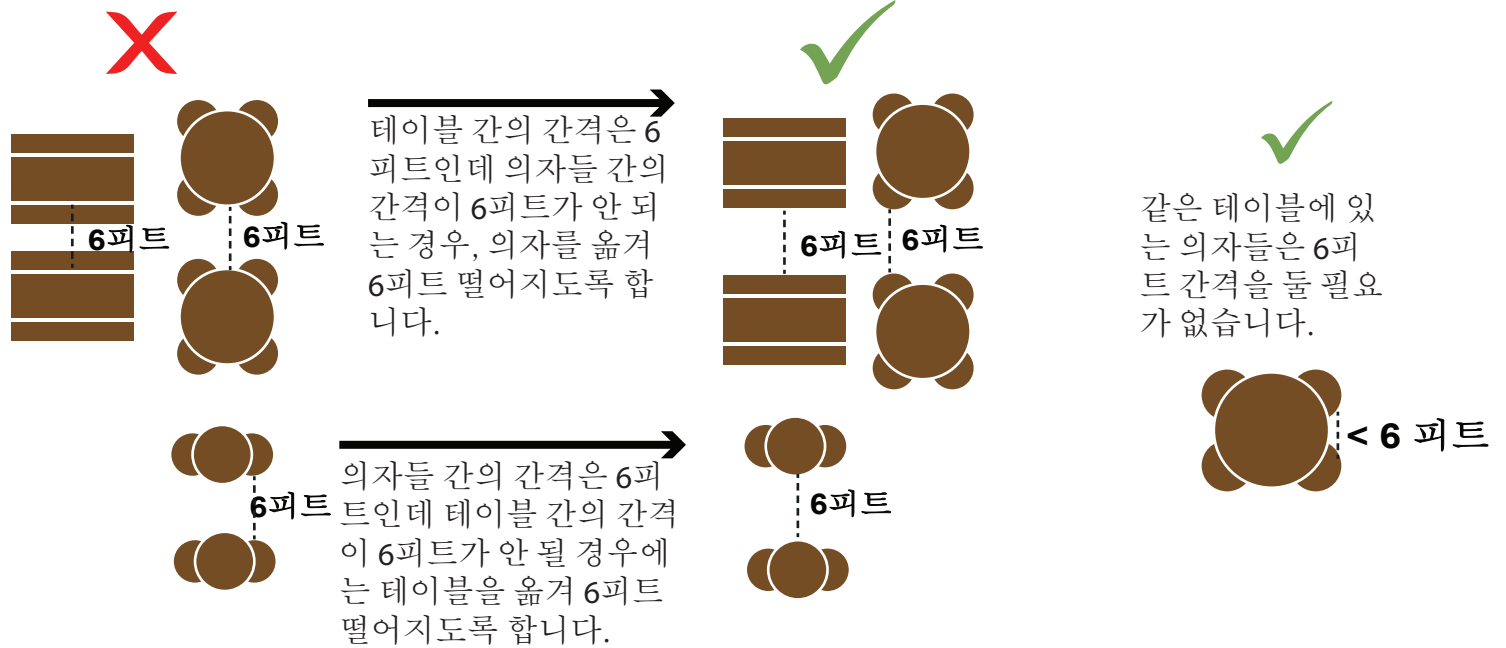 테이블 간의 간격은 6
피트인데 의자들 간의
간격이 6피트가 안 되
는 경우, 의자를 옮겨
6피트 떨어지도록 합
니다.
6피트
6피트
6피트
6피트
의자들 간의 간격은 6피
트인데 테이블 간의 간격
이 6피트가 안 될 경우에
는 테이블을 옮겨 6피트
떨어지도록 합니다.
6피트
6피트
같은 테이블에 있
는 의자들은 6피
트 간격을 둘 필요
가 없습니다.
< 6 피트